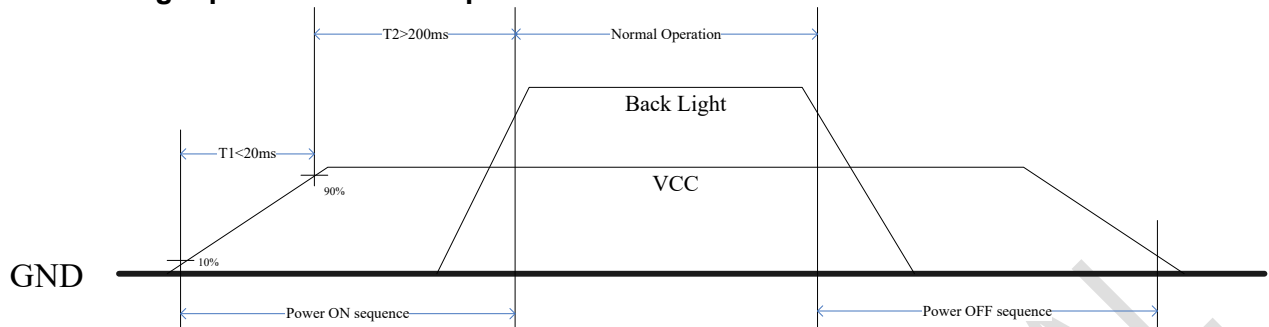 T2>200ms
Normal Operation
Back Light
T1<20ms
VCC
90%
10%
GND
Power ON sequence
Power OFF sequence